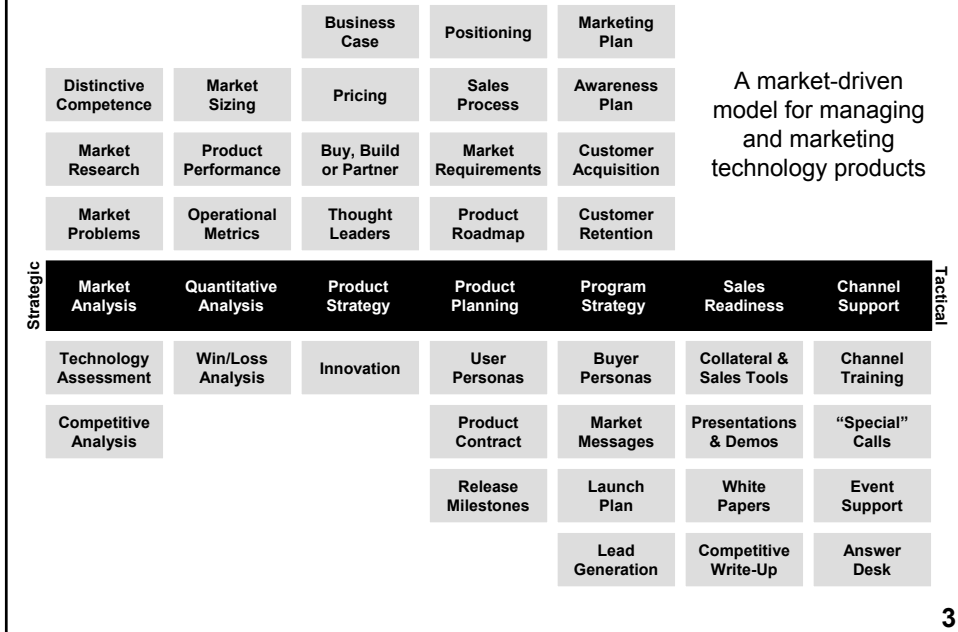 Business
Case
Positioning
Marketing
Plan
Distinctive
Competence
Market
Sizing
Pricing
Sales
Process
Awareness
Plan
A market-driven
model for managing
and marketing
technology products
Market
Research
Product
Performance
Buy, Build
or Partner
Market
Requirements
Customer
Acquisition
Market
Problems
Operational
Metrics
Thought
Leaders
Product
Roadmap
Customer
Retention
Strategic
Market
Analysis
Quantitative
Analysis
Product
Strategy
Product
Planning
Program
Strategy
Sales
Readiness
Channel
Support
Tactical
Technology
Assessment
Win/Loss
Analysis
Innovation
User
Personas
Buyer
Personas
Collateral &
Sales Tools
Channel
Training
Competitive
Analysis
Product
Contract
Market
Messages
Presentations
& Demos
“Special”
Calls
Release
Milestones
Launch
Plan
White
Papers
Event
Support
Lead
Generation
Competitive
Write-Up
Answer
Desk
3